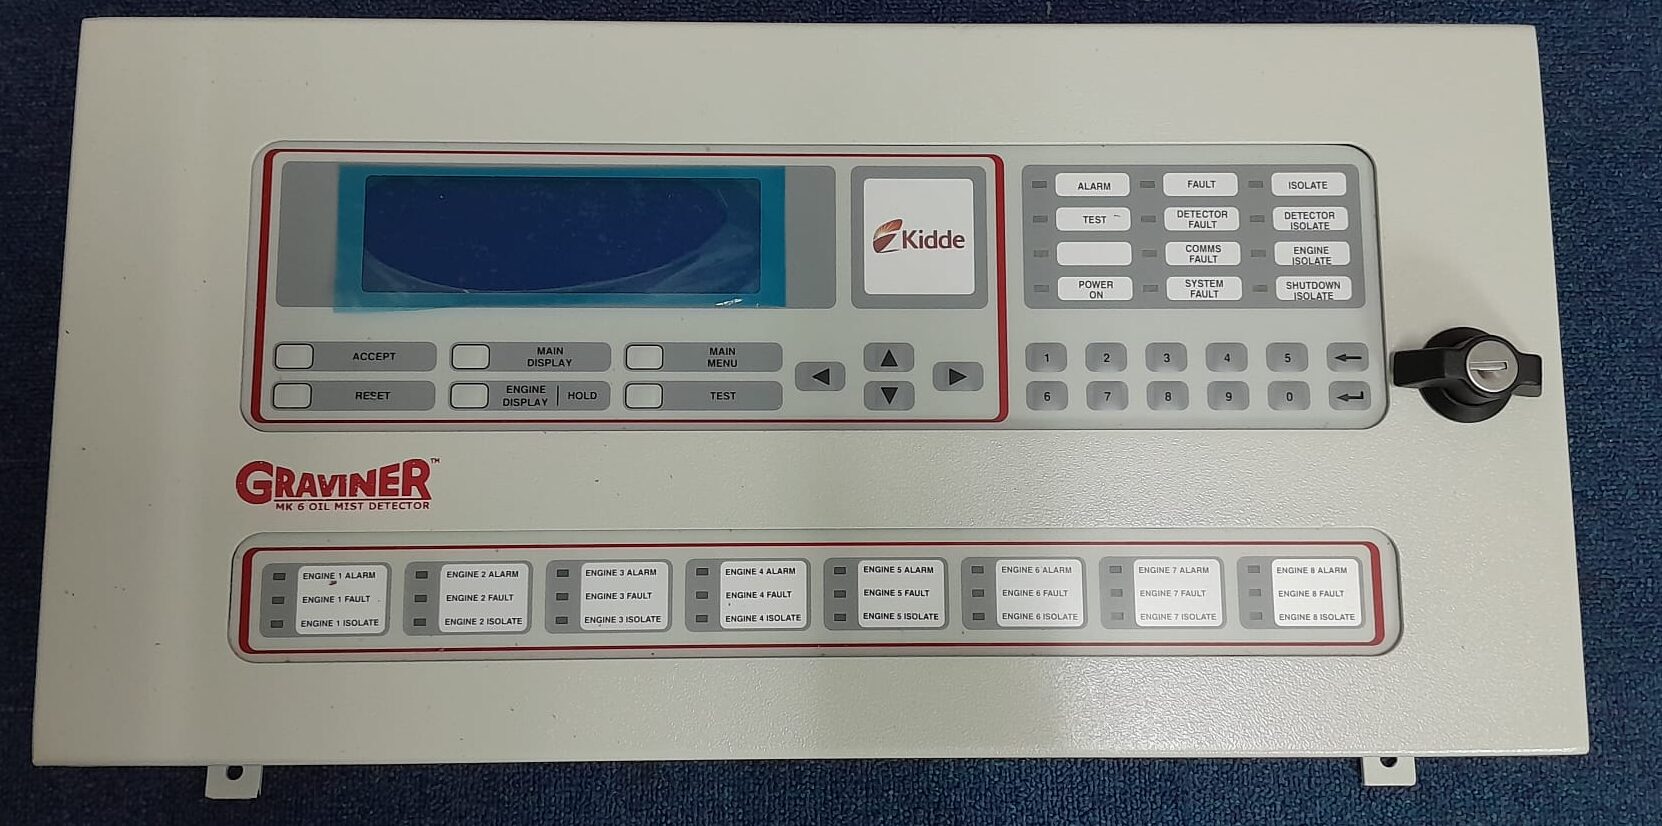 Kidde
ALARM
FAULT
ISOLATE
TEST
DETECTOR
FAULT
DETECTOR
ISOLATE
COMMS
FAULT
ENGINE
ISOLATE
POWER
ON
SYSTEM
FAULT
SHUTDOWN
ISOLATE
ACCEPT
MAIN
DISPLAY
MAIN
MENU
RESET
ENGINE
DISPLAY
HOLD
TEST
1 2 3 4 5
6 7 8 9 0
GRAVINER™
MK 6 OIL MIST DETECTOR
ENGINE 1 ALARM
ENGINE 1 FAULT
ENGINE 1 ISOLATE
ENGINE 2 ALARM
ENGINE 2 FAULT
ENGINE 2 ISOLATE
ENGINE 3 ALARM
ENGINE 3 FAULT
ENGINE 3 ISOLATE
ENGINE 4 ALARM
ENGINE 4 FAULT
ENGINE 4 ISOLATE
ENGINE 5 ALARM
ENGINE 5 FAULT
ENGINE 5 ISOLATE
ENGINE 6 ALARM
ENGINE 6 FAULT
ENGINE 6 ISOLATE
ENGINE 7 ALARM
ENGINE 7 FAULT
ENGINE 7 ISOLATE
ENGINE 8 ALARM
ENGINE 8 FAULT
ENGINE 8 ISOLATE